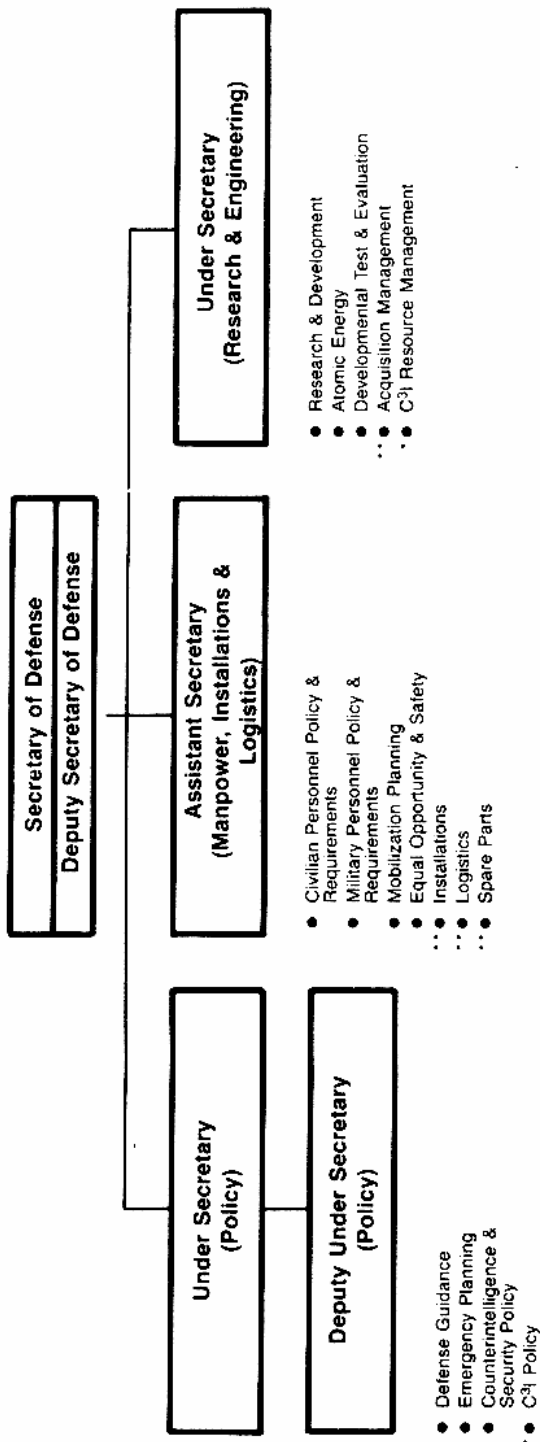 Secretary of Defense
Deputy Secretary of Defense
Under Secretary
(Policy)
Deputy Under Secretary
(Policy)
● Defense Guidance
● Emergency Planning
● Counterintelligence &
Security Policy
· ● C³I Policy
Assistant Secretary
(Manpower, Installations &
Logistics)
● Civilian Personnel Policy &
Requirements
● Military Personnel Policy &
Requirements
● Mobilization Planning
● Equal Opportunity & Safety
·· ● Installations
·· ● Logistics
·· ● Spare Parts
Under Secretary
(Research & Engineering)
● Research & Development
● Atomic Energy
● Developmental Test & Evaluation
·· ● Acquisition Management
· ● C³I Resource Management